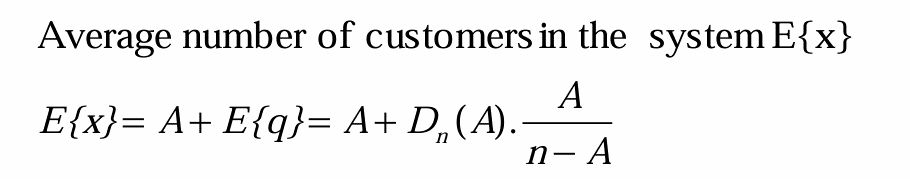 Average number of customers in the system E{x}
E{x}= A+ E{q}= A+ Dₙ(A).A/(n− A)